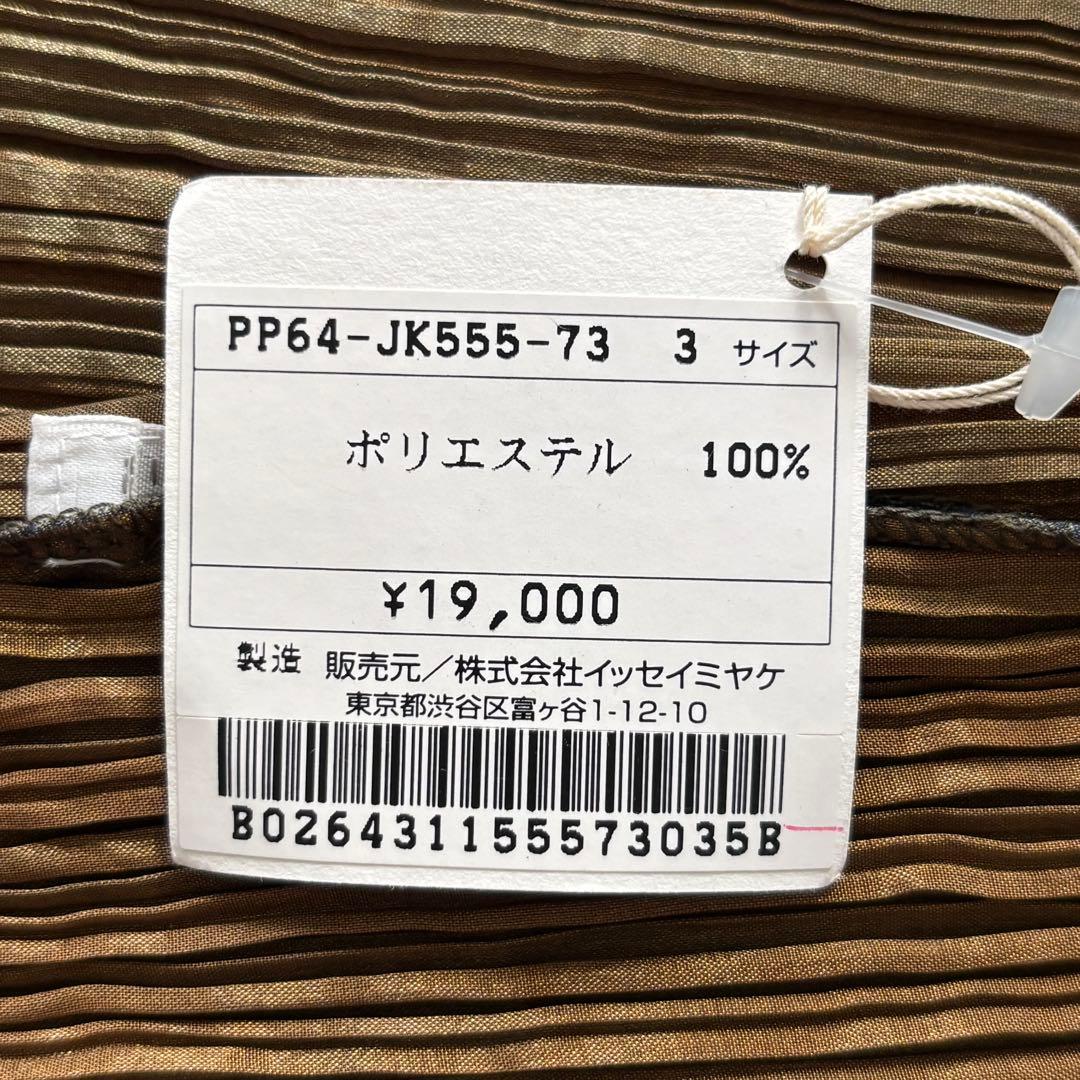 PP64-JK555-73 3 サイズ
ポリエステル 100%
¥19,000
製造 販売元/株式会社イッセイミヤケ
東京都渋谷区富ヶ谷1-12-10
B026431155573035B